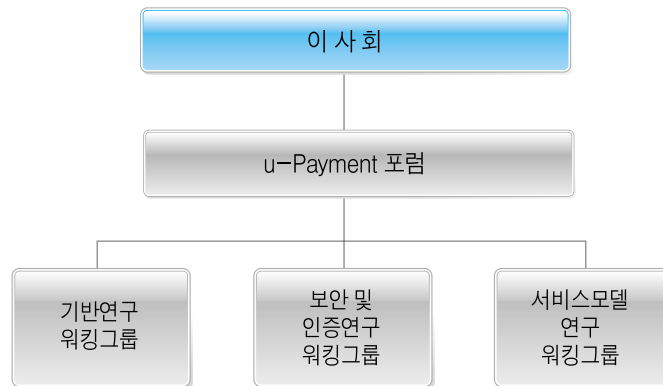 이 사 회
u-Payment 포럼
기반연구
워킹그룹
보안 및
인증연구
워킹그룹
서비스모델
연구
워킹그룹